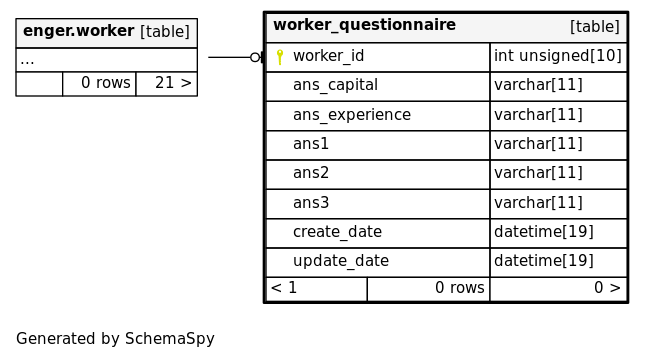 enger.worker [table]
...
0 rows 21 >
worker_questionnaire [table]
worker_id int unsigned[10]
ans_capital varchar[11]
ans_experience varchar[11]
ans1 varchar[11]
ans2 varchar[11]
ans3 varchar[11]
create_date datetime[19]
update_date datetime[19]
< 1 0 rows 0 >
Generated by SchemaSpy